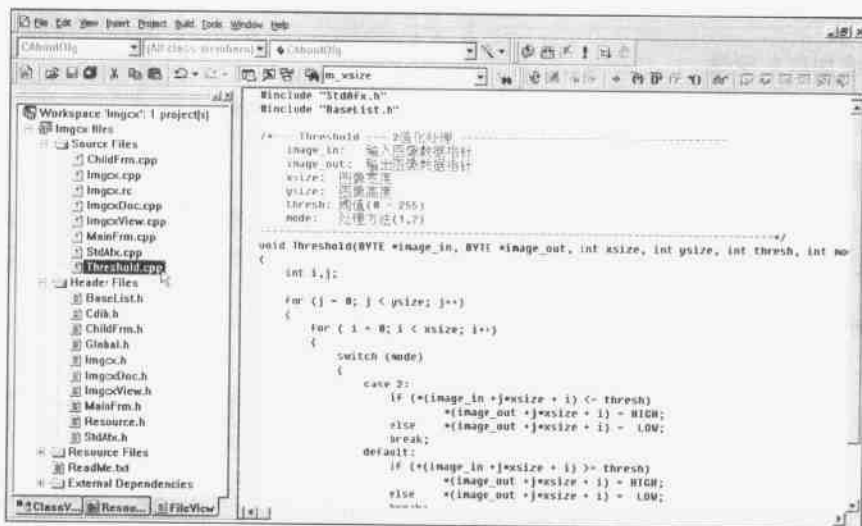 File Edit View Insert Project Build Tools Window Help
CAboutDlg
(All class members)
CAboutDlg
m_xsize
Workspace 'Imgcx': 1 project(s)
Imgcx files
Source Files
ChildFrm.cpp
Imgcx.cpp
Imgcx.rc
ImgcxDoc.cpp
ImgcxView.cpp
MainFrm.cpp
StdAfx.cpp
Threshold.cpp
Header Files
BaseList.h
Cdib.h
ChildFrm.h
Global.h
Imgcx.h
ImgcxDoc.h
ImgcxView.h
MainFrm.h
Resource.h
StdAfx.h
Resource Files
ReadMe.txt
External Dependencies
ClassV...
Resou...
FileView
#include "StdAfx.h"
#include "BaseList.h"
/*--- Threshold --- 2值化处理 ---
image_in: 输入图像数据指针
image_out: 输出图像数据指针
xsize: 图像宽度
ysize: 图像高度
thresh: 阈值(0 - 255)
mode: 处理方法(1,2)
---*/
void Threshold(BYTE *image_in, BYTE *image_out, int xsize, int ysize, int thresh, int mo
{
int i,j;
for (j = 0; j < ysize; j++)
{
for ( i = 0; i < xsize; i++)
{
switch (mode)
{
case 2:
if (*(image_in +j*xsize + i) <= thresh)
*(image_out +j*xsize + i) = HIGH;
else *(image_out +j*xsize + i) = LOW;
break;
default:
if (*(image_in +j*xsize + i) >= thresh)
*(image_out +j*xsize + i) = HIGH;
else *(image_out +j*xsize + i) = LOW;
break;